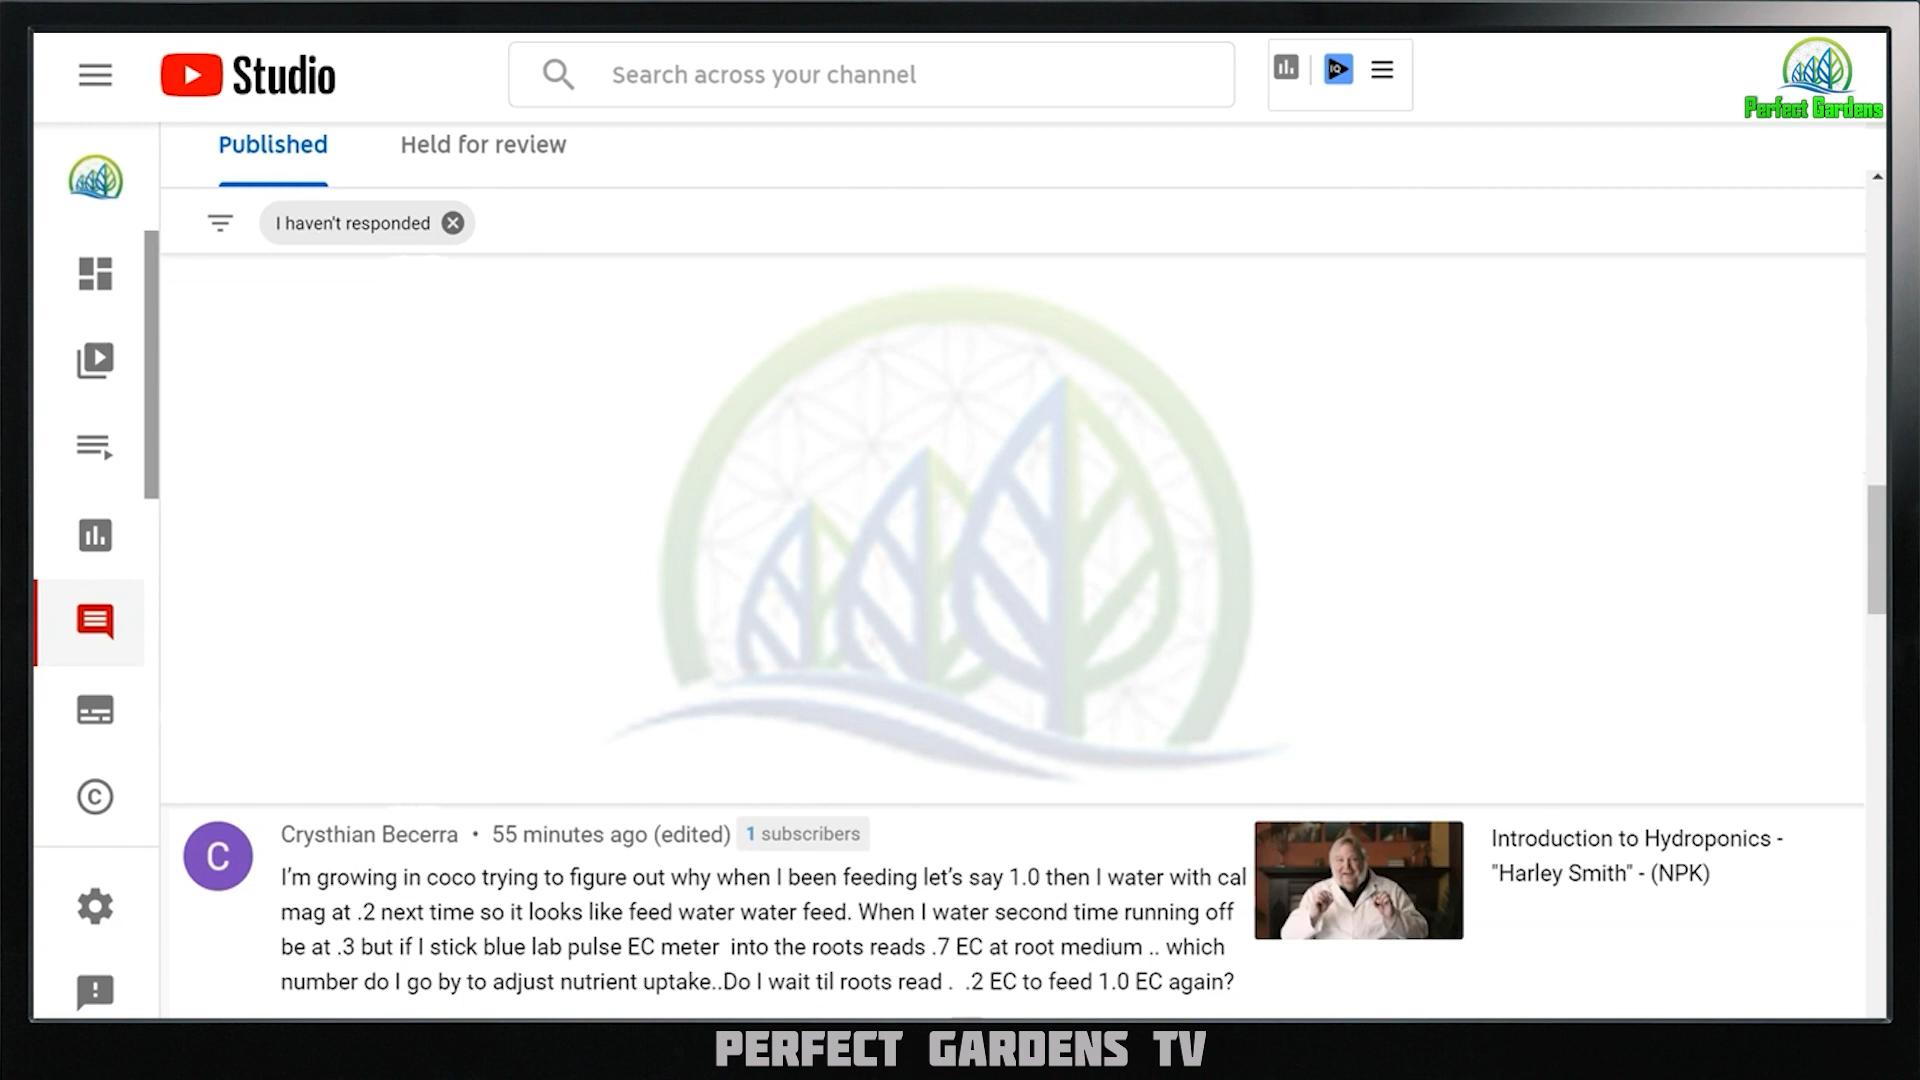 Studio
Search across your channel
IQ
Perfect Gardens
Published
Held for review
I haven't responded
C
Crysthian Becerra • 55 minutes ago (edited) 1 subscribers
I'm growing in coco trying to figure out why when I been feeding let's say 1.0 then I water with cal
mag at .2 next time so it looks like feed water water feed. When I water second time running off
be at .3 but if I stick blue lab pulse EC meter  into the roots reads .7 EC at root medium .. which
number do I go by to adjust nutrient uptake..Do I wait til roots read .  .2 EC to feed 1.0 EC again?
Introduction to Hydroponics -
"Harley Smith" - (NPK)
PERFECT GARDENS TV